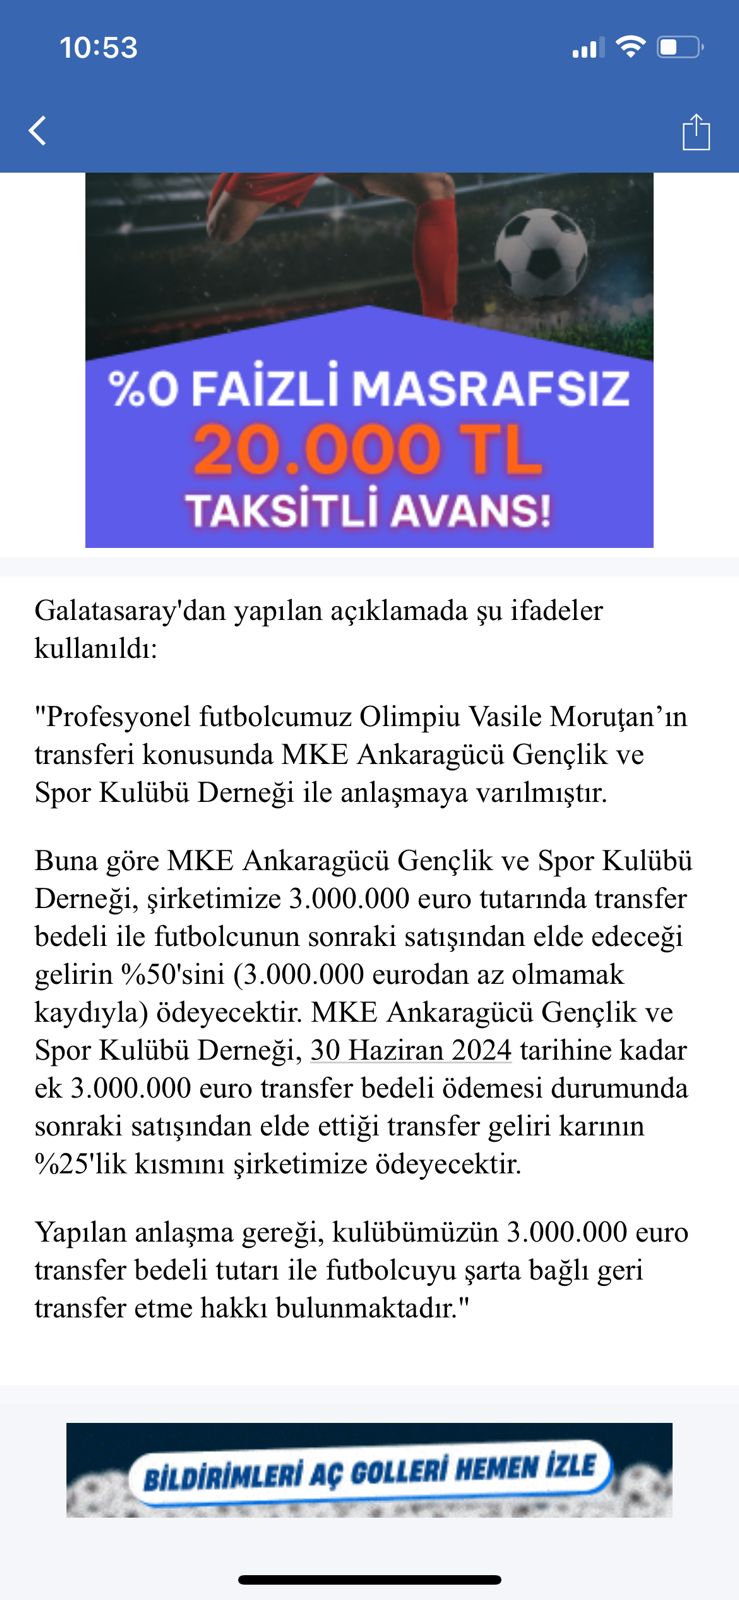 10:53
%0 FAİZLİ MASRAFSIZ
20.000 TL
TAKSİTLİ AVANS!
Galatasaray'dan yapılan açıklamada şu ifadeler
kullanıldı:
"Profesyonel futbolcumuz Olimpiu Vasile Moruţan’ın
transferi konusunda MKE Ankaragücü Gençlik ve
Spor Kulübü Derneği ile anlaşmaya varılmıştır.
Buna göre MKE Ankaragücü Gençlik ve Spor Kulübü
Derneği, şirketimize 3.000.000 euro tutarında transfer
bedeli ile futbolcunun sonraki satışından elde edeceği
gelirin %50'sini (3.000.000 eurodan az olmamak
kaydıyla) ödeyecektir. MKE Ankaragücü Gençlik ve
Spor Kulübü Derneği, 30 Haziran 2024 tarihine kadar
ek 3.000.000 euro transfer bedeli ödemesi durumunda
sonraki satışından elde ettiği transfer geliri karının
%25'lik kısmını şirketimize ödeyecektir.
Yapılan anlaşma gereği, kulübümüzün 3.000.000 euro
transfer bedeli tutarı ile futbolcuyu şarta bağlı geri
transfer etme hakkı bulunmaktadır."
BİLDİRİMLERİ AÇ GOLLERİ HEMEN İZLE